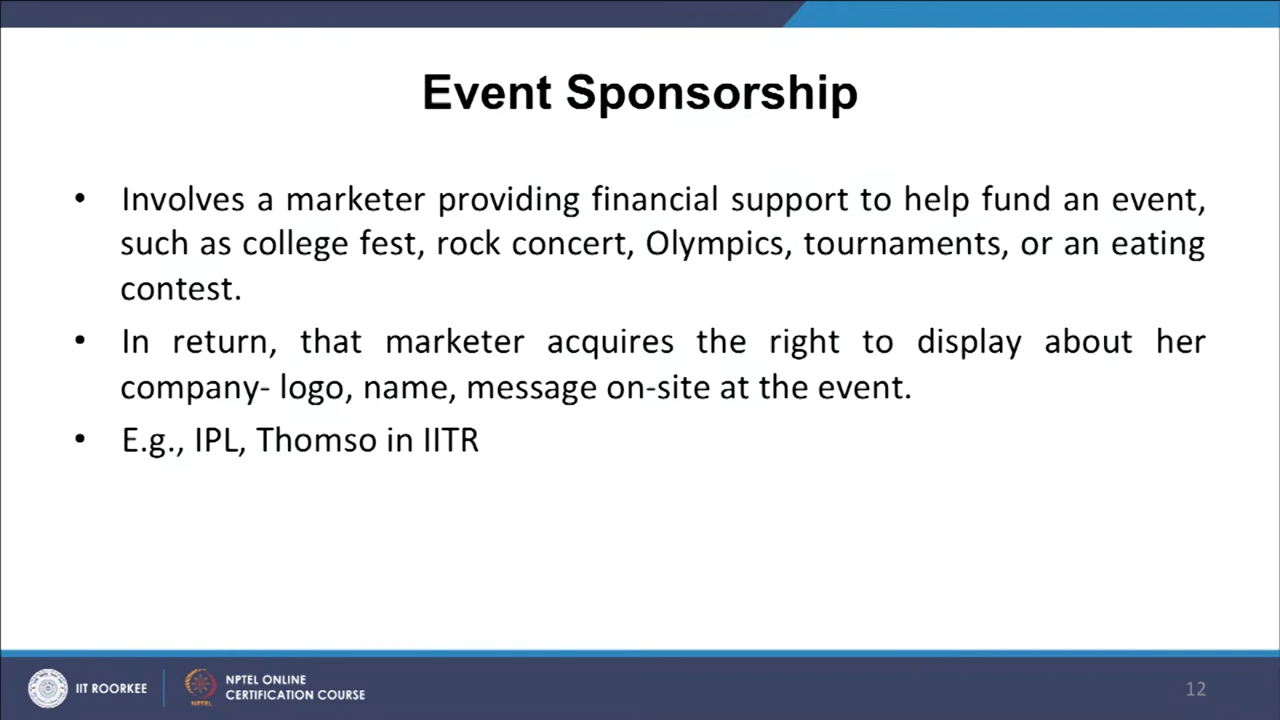 Event Sponsorship
• Involves a marketer providing financial support to help fund an event,
such as college fest, rock concert, Olympics, tournaments, or an eating
contest.
• In return, that marketer acquires the right to display about her
company- logo, name, message on-site at the event.
• E.g., IPL, Thomso in IITR
IIT ROORKEE
NPTEL
NPTEL ONLINE
CERTIFICATION COURSE
12